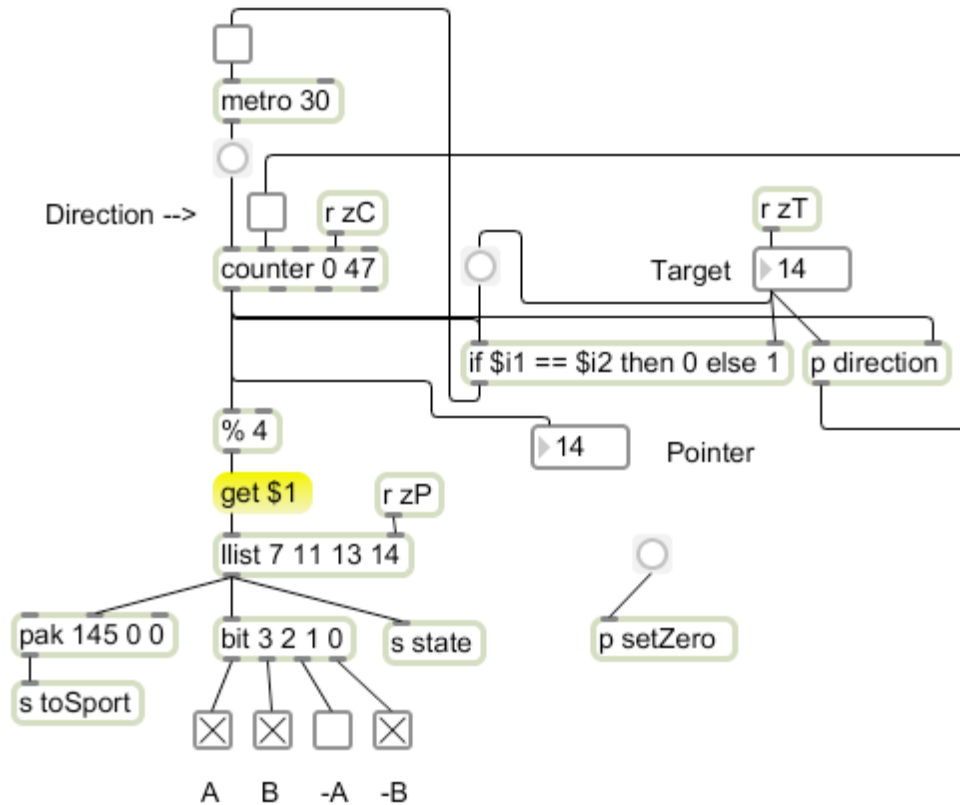 metro 30
Direction -->
r zC
r zT
counter 0 47
Target
14
if $i1 == $i2 then 0 else 1
p direction
% 4
14
Pointer
get $1
r zP
llist 7 11 13 14
pak 145 0 0
bit 3 2 1 0
s state
p setZero
s toSport
A B -A -B